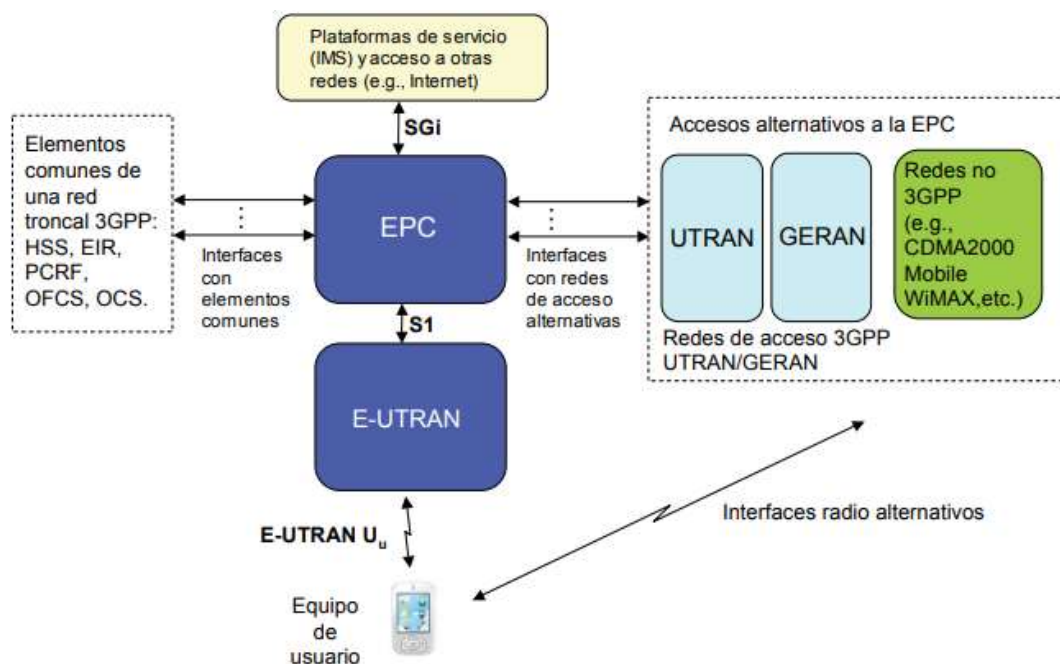 Plataformas de servicio
(IMS) y acceso a otras
redes (e.g., Internet)
SGi
Elementos
comunes de
una red
troncal 3GPP:
HSS, EIR,
PCRF,
OFCS, OCS.
Interfaces
con
elementos
comunes
EPC
Interfaces
con redes
de acceso
alternativas
Accesos alternativos a la EPC
UTRAN
GERAN
Redes no
3GPP
(e.g.,
CDMA2000
Mobile
WiMAX,etc.)
Redes de acceso 3GPP
UTRAN/GERAN
S1
E-UTRAN
E-UTRAN Uu
Interfaces radio alternativos
Equipo
de
usuario